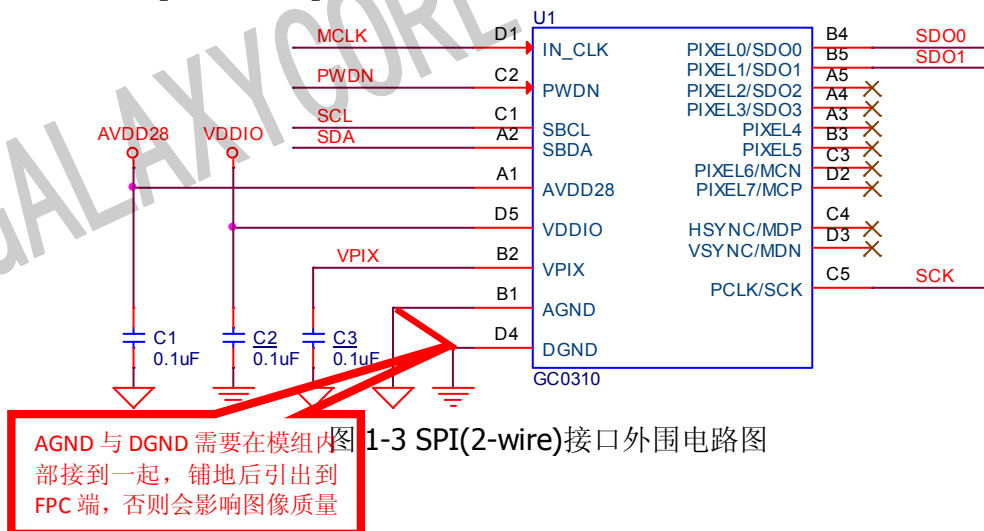 U1
MCLK D1 IN_CLK
PWDN C2 PWDN
SCL C1 SBCL
SDA A2 SBDA
AVDD28 VDDIO
A1 AVDD28
D5 VDDIO
VPIX B2 VPIX
B1 AGND
D4 DGND
PIXEL0/SDO0 B4 SDO0
PIXEL1/SDO1 B5 SDO1
PIXEL2/SDO2 A5
PIXEL3/SDO3 A4
PIXEL4 A3
PIXEL5 B3
PIXEL6/MCN C3
PIXEL7/MCP D2
HSYNC/MDP C4
VSYNC/MDN D3
PCLK/SCK C5 SCK
GC0310
C1
0.1uF
C2
0.1uF
C3
0.1uF
AGND 与 DGND 需要在模组内
部接到一起，铺地后引出到
FPC 端，否则会影响图像质量
图 1-3 SPI(2-wire)接口外围电路图
GALAXYCORE